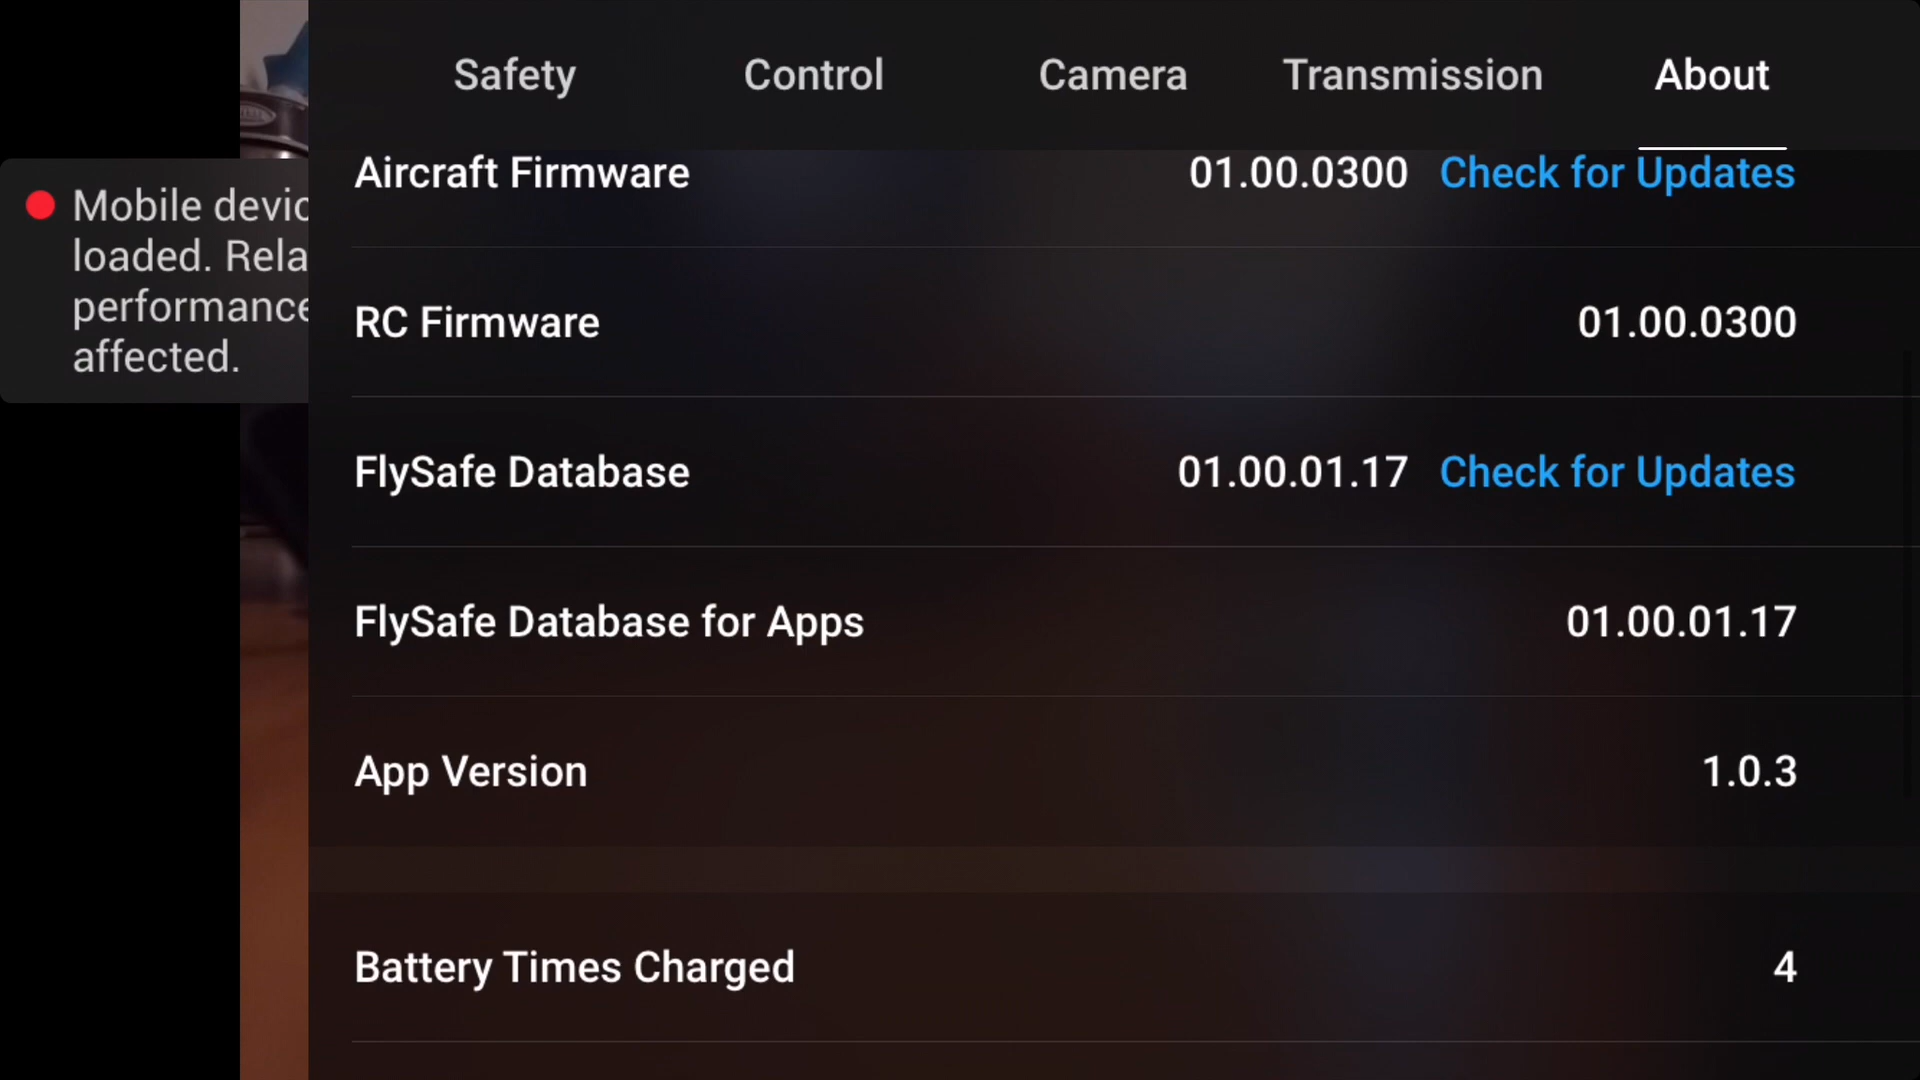 Safety Control Camera Transmission About
Aircraft Firmware 01.00.0300 Check for Updates
Mobile devic
loaded. Rela
performance
affected.
RC Firmware 01.00.0300
FlySafe Database 01.00.01.17 Check for Updates
FlySafe Database for Apps 01.00.01.17
App Version 1.0.3
Battery Times Charged 4